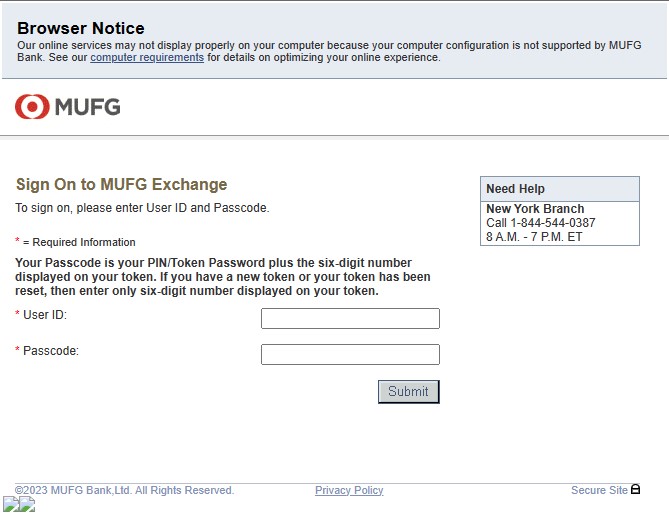 Browser Notice
Our online services may not display properly on your computer because your computer configuration is not supported by MUFG
Bank. See our computer requirements for details on optimizing your online experience.
MUFG
Sign On to MUFG Exchange
To sign on, please enter User ID and Passcode.
* = Required Information
Your Passcode is your PIN/Token Password plus the six-digit number
displayed on your token. If you have a new token or your token has been
reset, then enter only six-digit number displayed on your token.
* User ID:
* Passcode:
Submit
Need Help
New York Branch
Call 1-844-544-0387
8 A.M. - 7 P.M. ET
©2023 MUFG Bank,Ltd. All Rights Reserved.
Privacy Policy
Secure Site